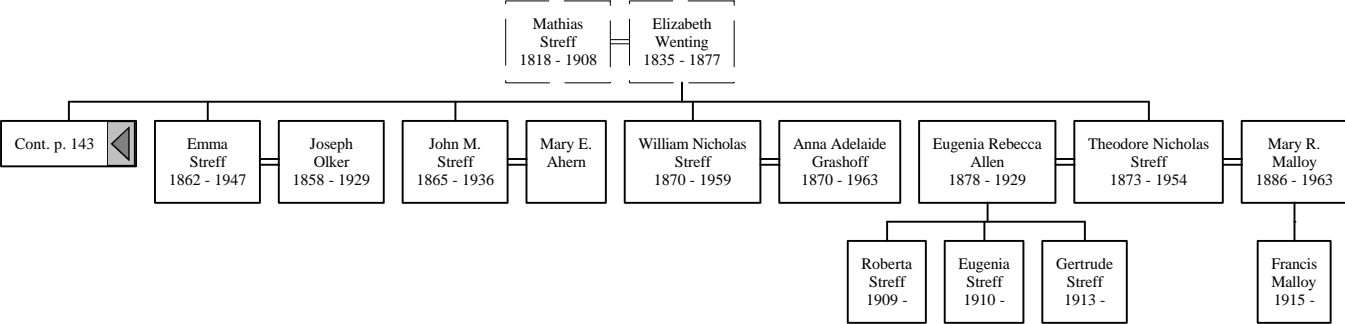 Mathias
Streff
1818 - 1908
Elizabeth
Wenting
1835 - 1877
Cont. p. 143
Emma
Streff
1862 - 1947
Joseph
Olker
1858 - 1929
John M.
Streff
1865 - 1936
Mary E.
Ahern
William Nicholas
Streff
1870 - 1959
Anna Adelaide
Grashoff
1870 - 1963
Eugenia Rebecca
Allen
1878 - 1929
Theodore Nicholas
Streff
1873 - 1954
Mary R.
Malloy
1886 - 1963
Roberta
Streff
1909 -
Eugenia
Streff
1910 -
Gertrude
Streff
1913 -
Francis
Malloy
1915 -